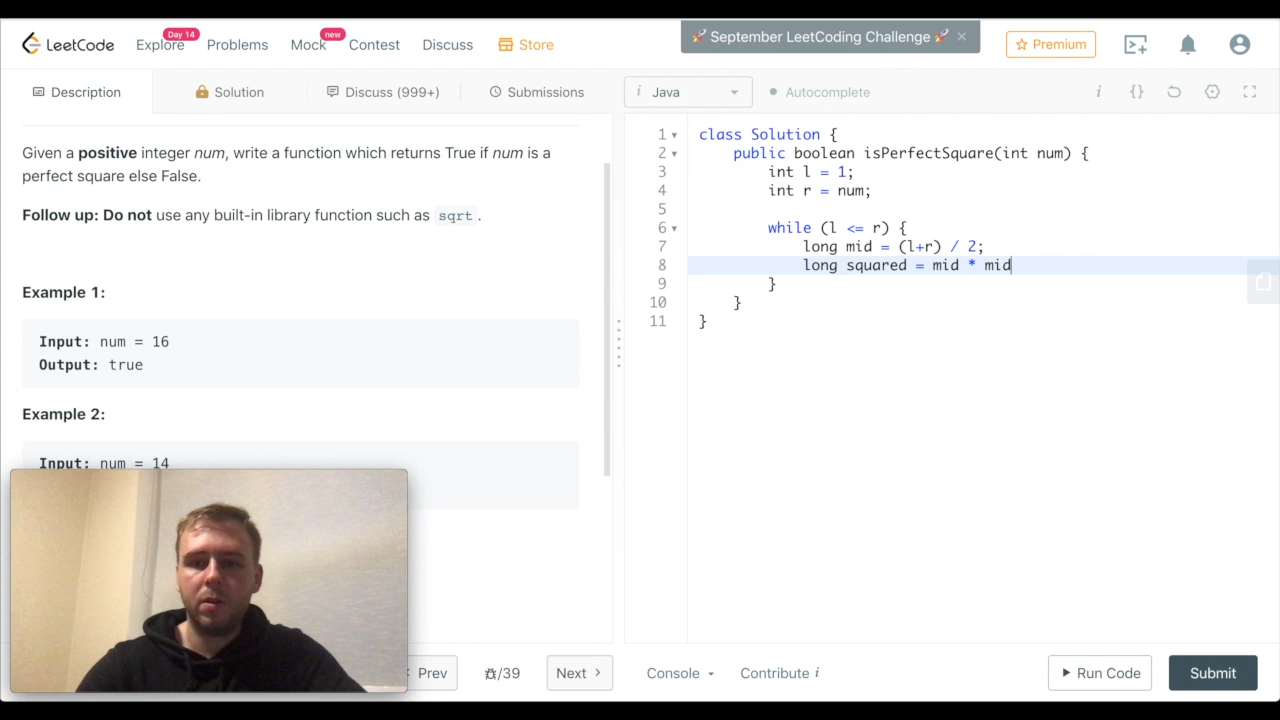 LeetCode
Explore
Day 14
Problems
Mock
new
Contest
Discuss
Store
🚀 September LeetCoding Challenge 🚀 ×
Premium
Description
Solution
Discuss (999+)
Submissions
i Java
Autocomplete
i {}
Given a positive integer num, write a function which returns True if num is a
perfect square else False.
Follow up: Do not use any built-in library function such as sqrt.
Example 1:
Input: num = 16
Output: true
Example 2:
Input: num = 14
1 class Solution {
2 public boolean isPerfectSquare(int num) {
3 int l = 1;
4 int r = num;
5
6 while (l <= r) {
7 long mid = (l+r) / 2;
8 long squared = mid * mid
9 }
10 }
11 }
Prev
/39
Next >
Console
Contribute i
Run Code
Submit